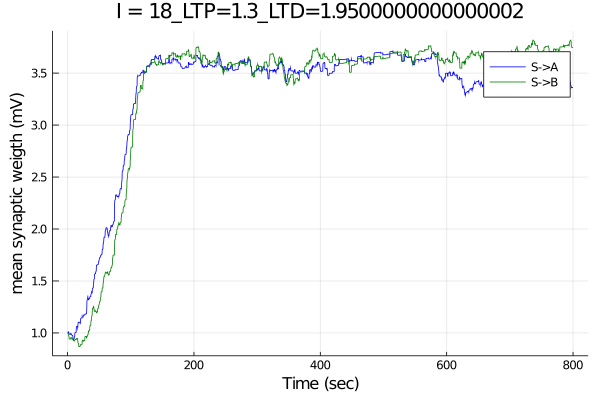 I = 18_LTP=1.3_LTD=1.9500000000000002
mean synaptic weigth (mV)
3.5
3.0
2.5
2.0
1.5
1.0
S->A
S->B
0
200
400
600
800
Time (sec)